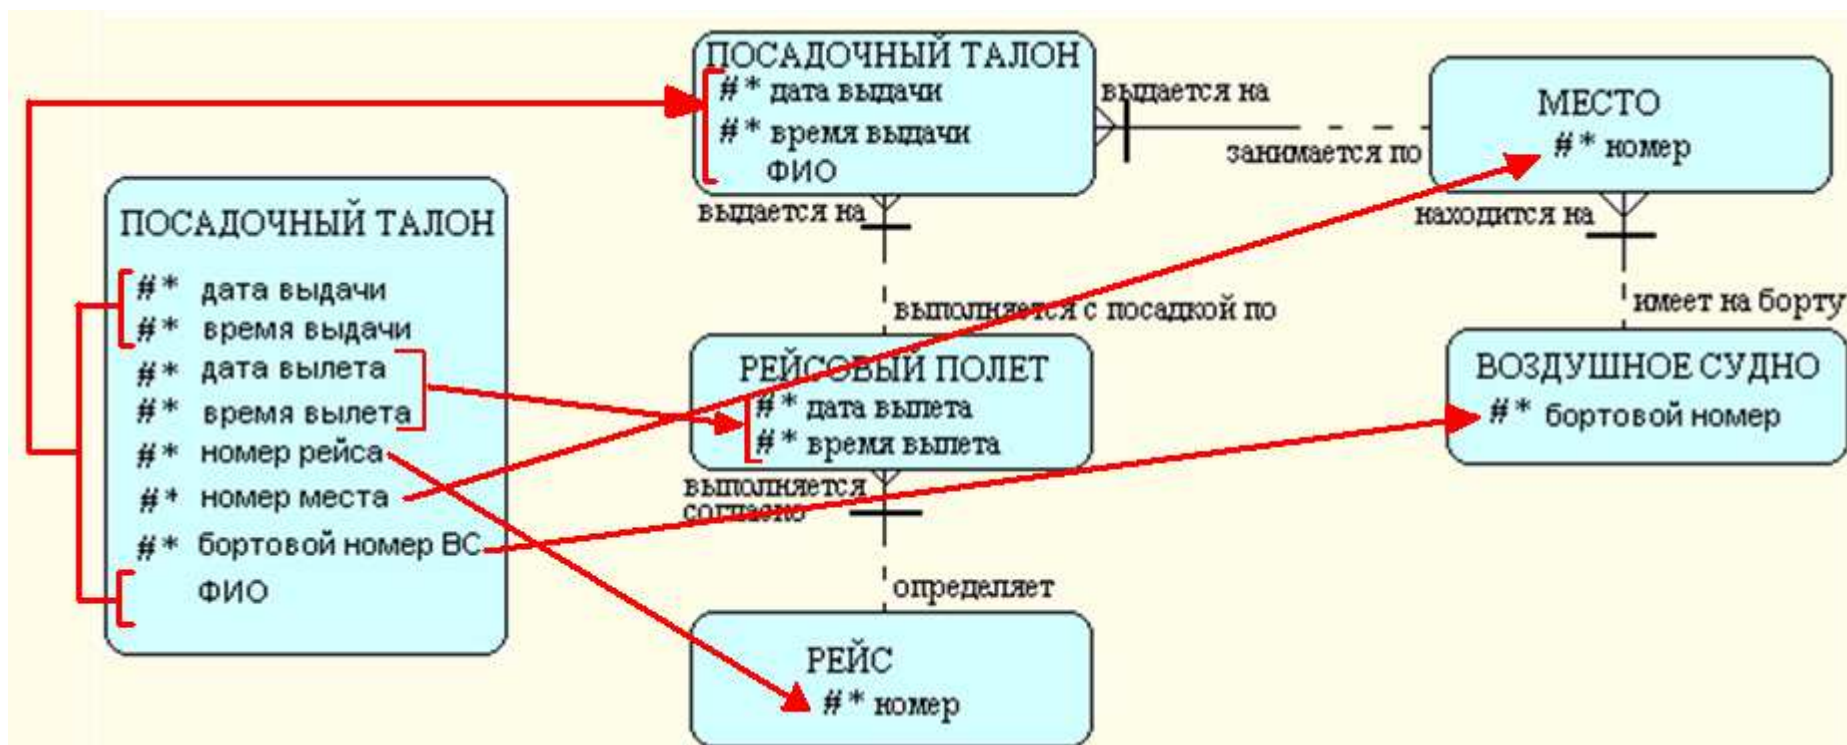 ПОСАДОЧНЫЙ ТАЛОН
#* дата выдачи
#* время выдачи
ФИО
выдается на
занимается по
МЕСТО
#* номер
выдается на
находится на
ПОСАДОЧНЫЙ ТАЛОН
#* дата выдачи
#* время выдачи
#* дата вылета
#* время вылета
#* номер рейса
#* номер места
#* бортовой номер ВС
ФИО
выполняется с посадкой по
имеет на борту
РЕЙСОВЫЙ ПОЛЕТ
#* дата вылета
#* время вылета
ВОЗДУШНОЕ СУДНО
#* бортовой номер
выполняется
согласно
определяет
РЕЙС
#* номер